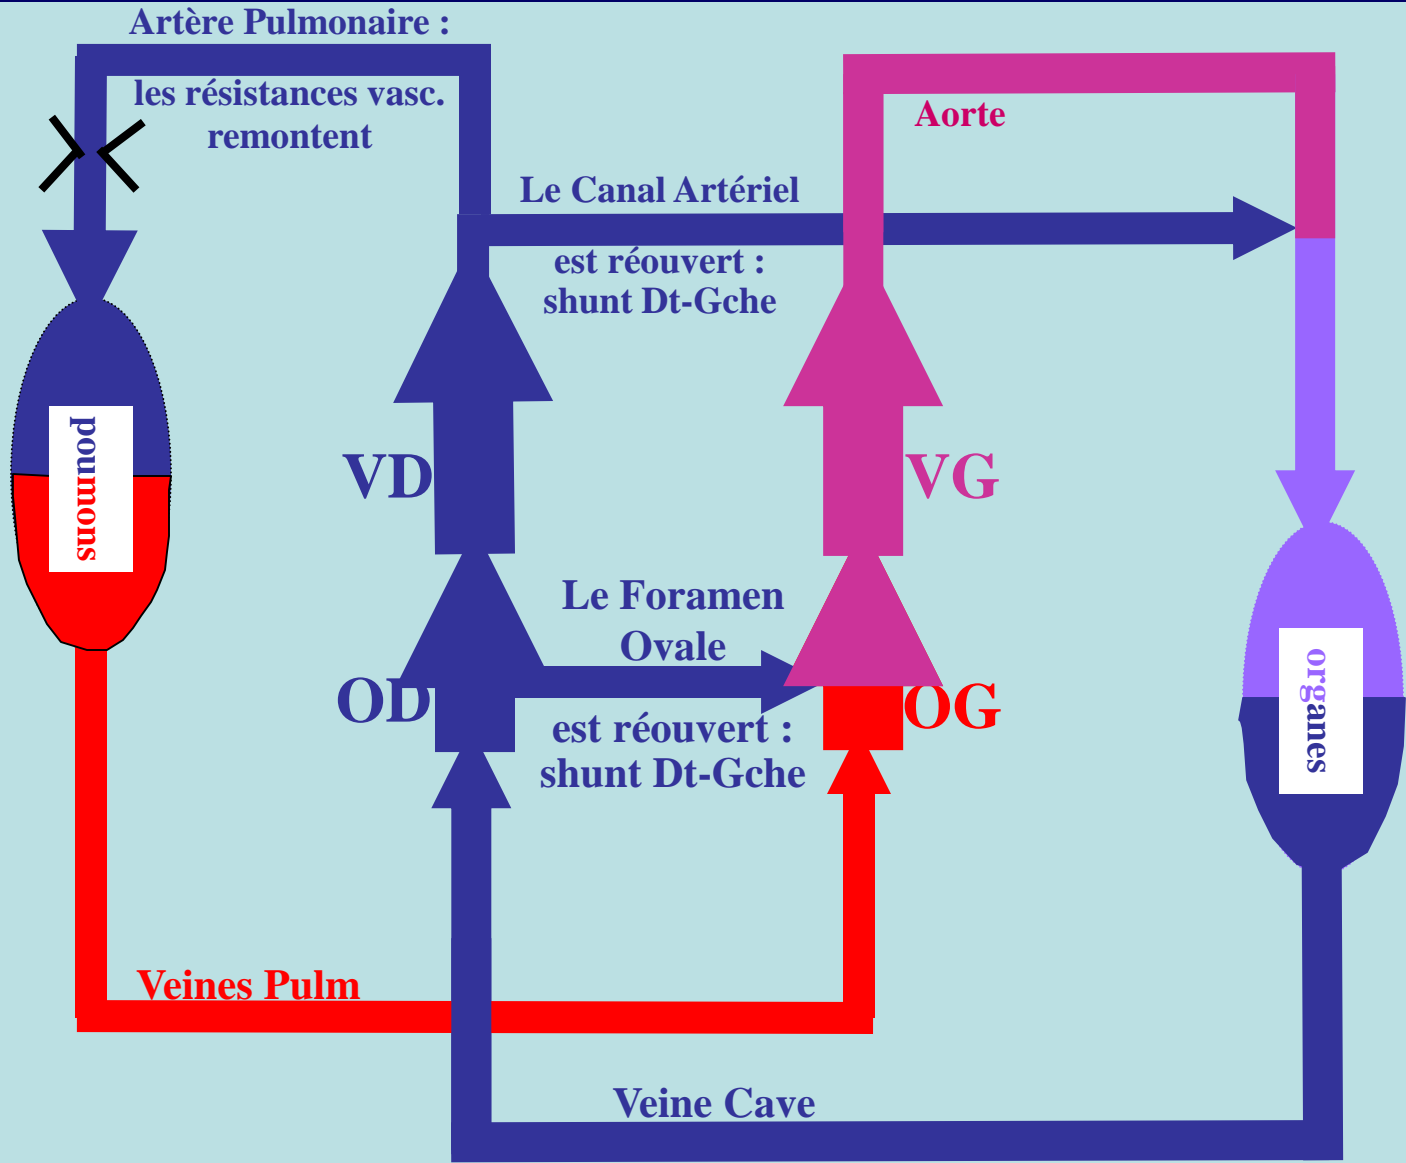 Artère Pulmonaire :
les résistances vasc.
remontent
Aorte
Le Canal Artériel
est réouvert :
shunt Dt-Gche
poumons
VD
VG
Le Foramen
Ovale
OD
OG
est réouvert :
shunt Dt-Gche
organes
Veines Pulm
Veine Cave